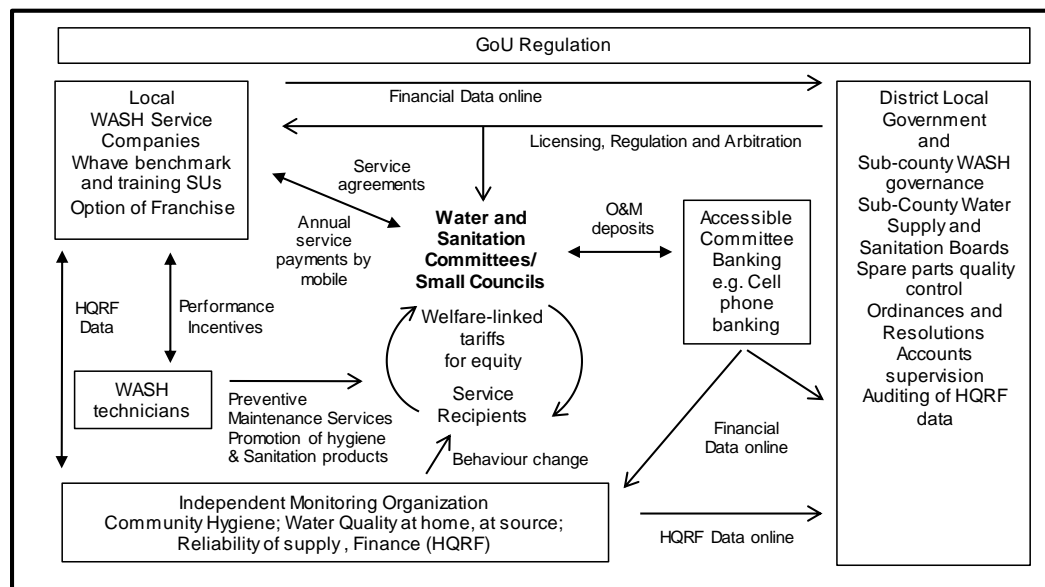 GoU Regulation
Local
WASH Service
Companies
Whave benchmark
and training SUs
Option of Franchise
Financial Data online
Licensing, Regulation and Arbitration
District Local
Government
and
Sub-county WASH
governance
Sub-County Water
Supply and
Sanitation Boards
Spare parts quality
control
Ordinances and
Resolutions
Accounts
supervision
Auditing of HQRF
data
Service
agreements
Annual
service
payments by
mobile
Water and
Sanitation
Committees/
Small Councils
O&M
deposits
Accessible
Committee
Banking
e.g. Cell
phone
banking
HQRF
Data
Performance
Incentives
Welfare-linked
tariffs
for equity
Service
Recipients
WASH
technicians
Preventive
Maintenance Services
Promotion of hygiene
& Sanitation products
Behaviour change
Financial
Data online
Independent Monitoring Organization
Community Hygiene; Water Quality at home, at source;
Reliability of supply , Finance (HQRF)
HQRF Data online